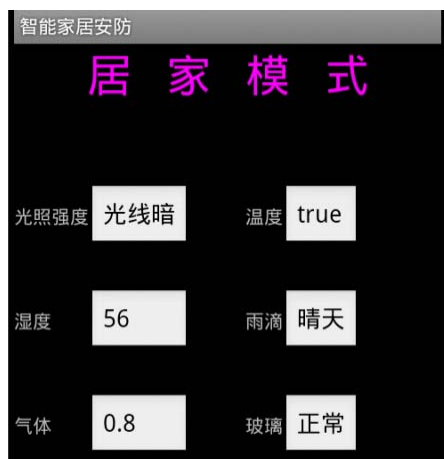 智能家居安防
居 家 模 式
光照强度 光线暗 温度 true
湿度 56 雨滴 晴天
气体 0.8 玻璃 正常